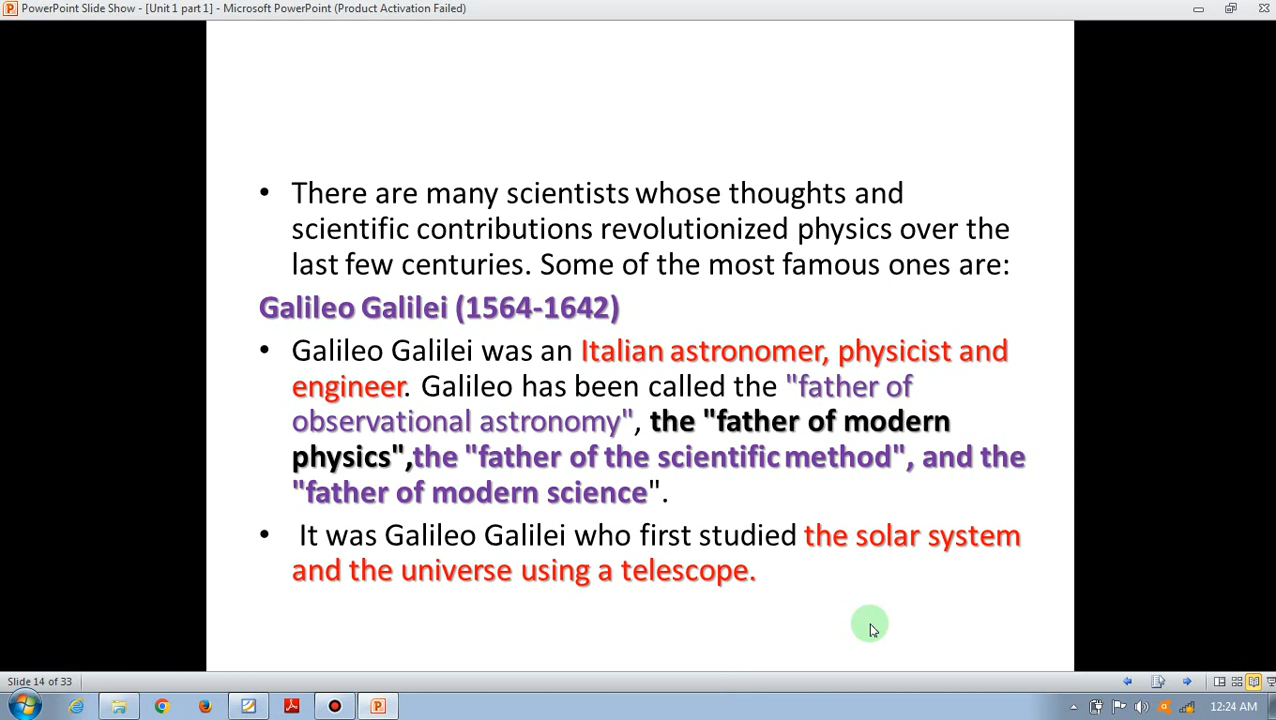 PowerPoint Slide Show - [Unit 1 part 1] - Microsoft PowerPoint (Product Activation Failed)
• There are many scientists whose thoughts and
scientific contributions revolutionized physics over the
last few centuries. Some of the most famous ones are:
Galileo Galilei (1564-1642)
• Galileo Galilei was an Italian astronomer, physicist and
engineer. Galileo has been called the "father of
observational astronomy", the "father of modern
physics",the "father of the scientific method", and the
"father of modern science".
• It was Galileo Galilei who first studied the solar system
and the universe using a telescope.
Slide 14 of 33
12:24 AM